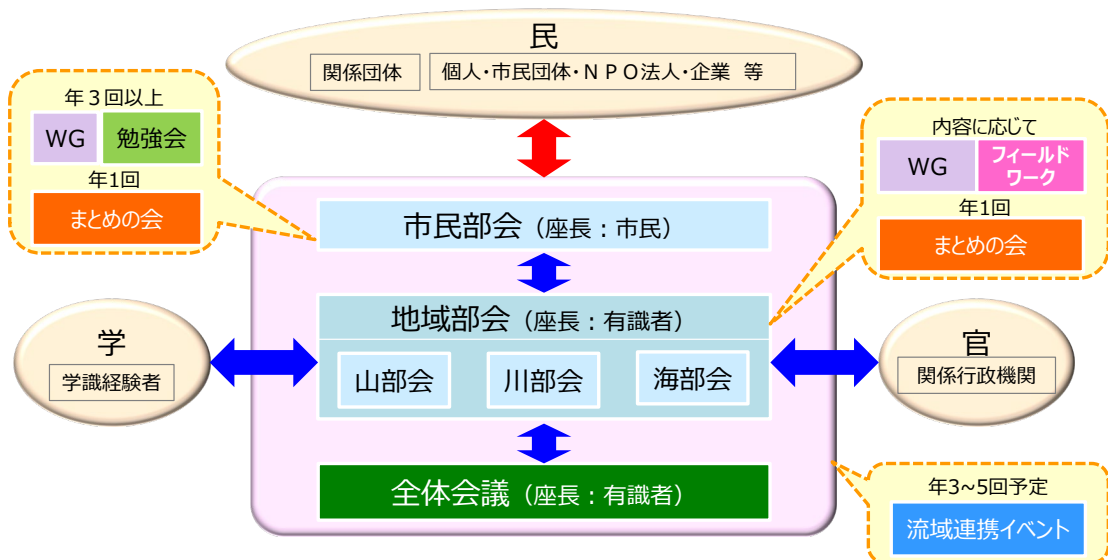 民
関係団体
個人・市民団体・ＮＰＯ法人・企業 等
年３回以上
WG
勉強会
年1回
まとめの会
内容に応じて
WG
フィールド
ワーク
年1回
まとめの会
市民部会（座長：市民）
地域部会（座長：有識者）
山部会
川部会
海部会
学
学識経験者
官
関係行政機関
全体会議（座長：有識者）
年3~5回予定
流域連携イベント